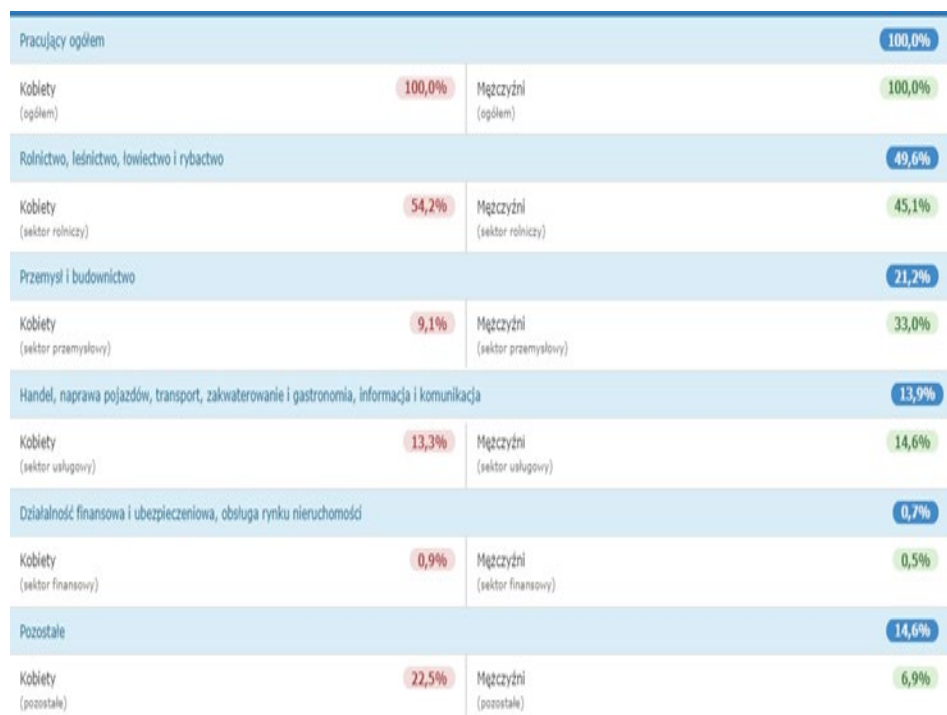 Pracujący ogółem 100,0%
Kobiety 100,0% Mężczyźni 100,0%
(ogółem) (ogółem)
Rolnictwo, leśnictwo, łowiectwo i rybactwo 49,6%
Kobiety 54,2% Mężczyźni 45,1%
(sektor rolniczy) (sektor rolniczy)
Przemysł i budownictwo 21,2%
Kobiety 9,1% Mężczyźni 33,0%
(sektor przemysłowy) (sektor przemysłowy)
Handel, naprawa pojazdów, transport, zakwaterowanie i gastronomia, informacja i komunikacja 13,9%
Kobiety 13,3% Mężczyźni 14,6%
(sektor usługowy) (sektor usługowy)
Działalność finansowa i ubezpieczeniowa, obsługa rynku nieruchomości 0,7%
Kobiety 0,9% Mężczyźni 0,5%
(sektor finansowy) (sektor finansowy)
Pozostałe 14,6%
Kobiety 22,5% Mężczyźni 6,9%
(pozostałe) (pozostałe)